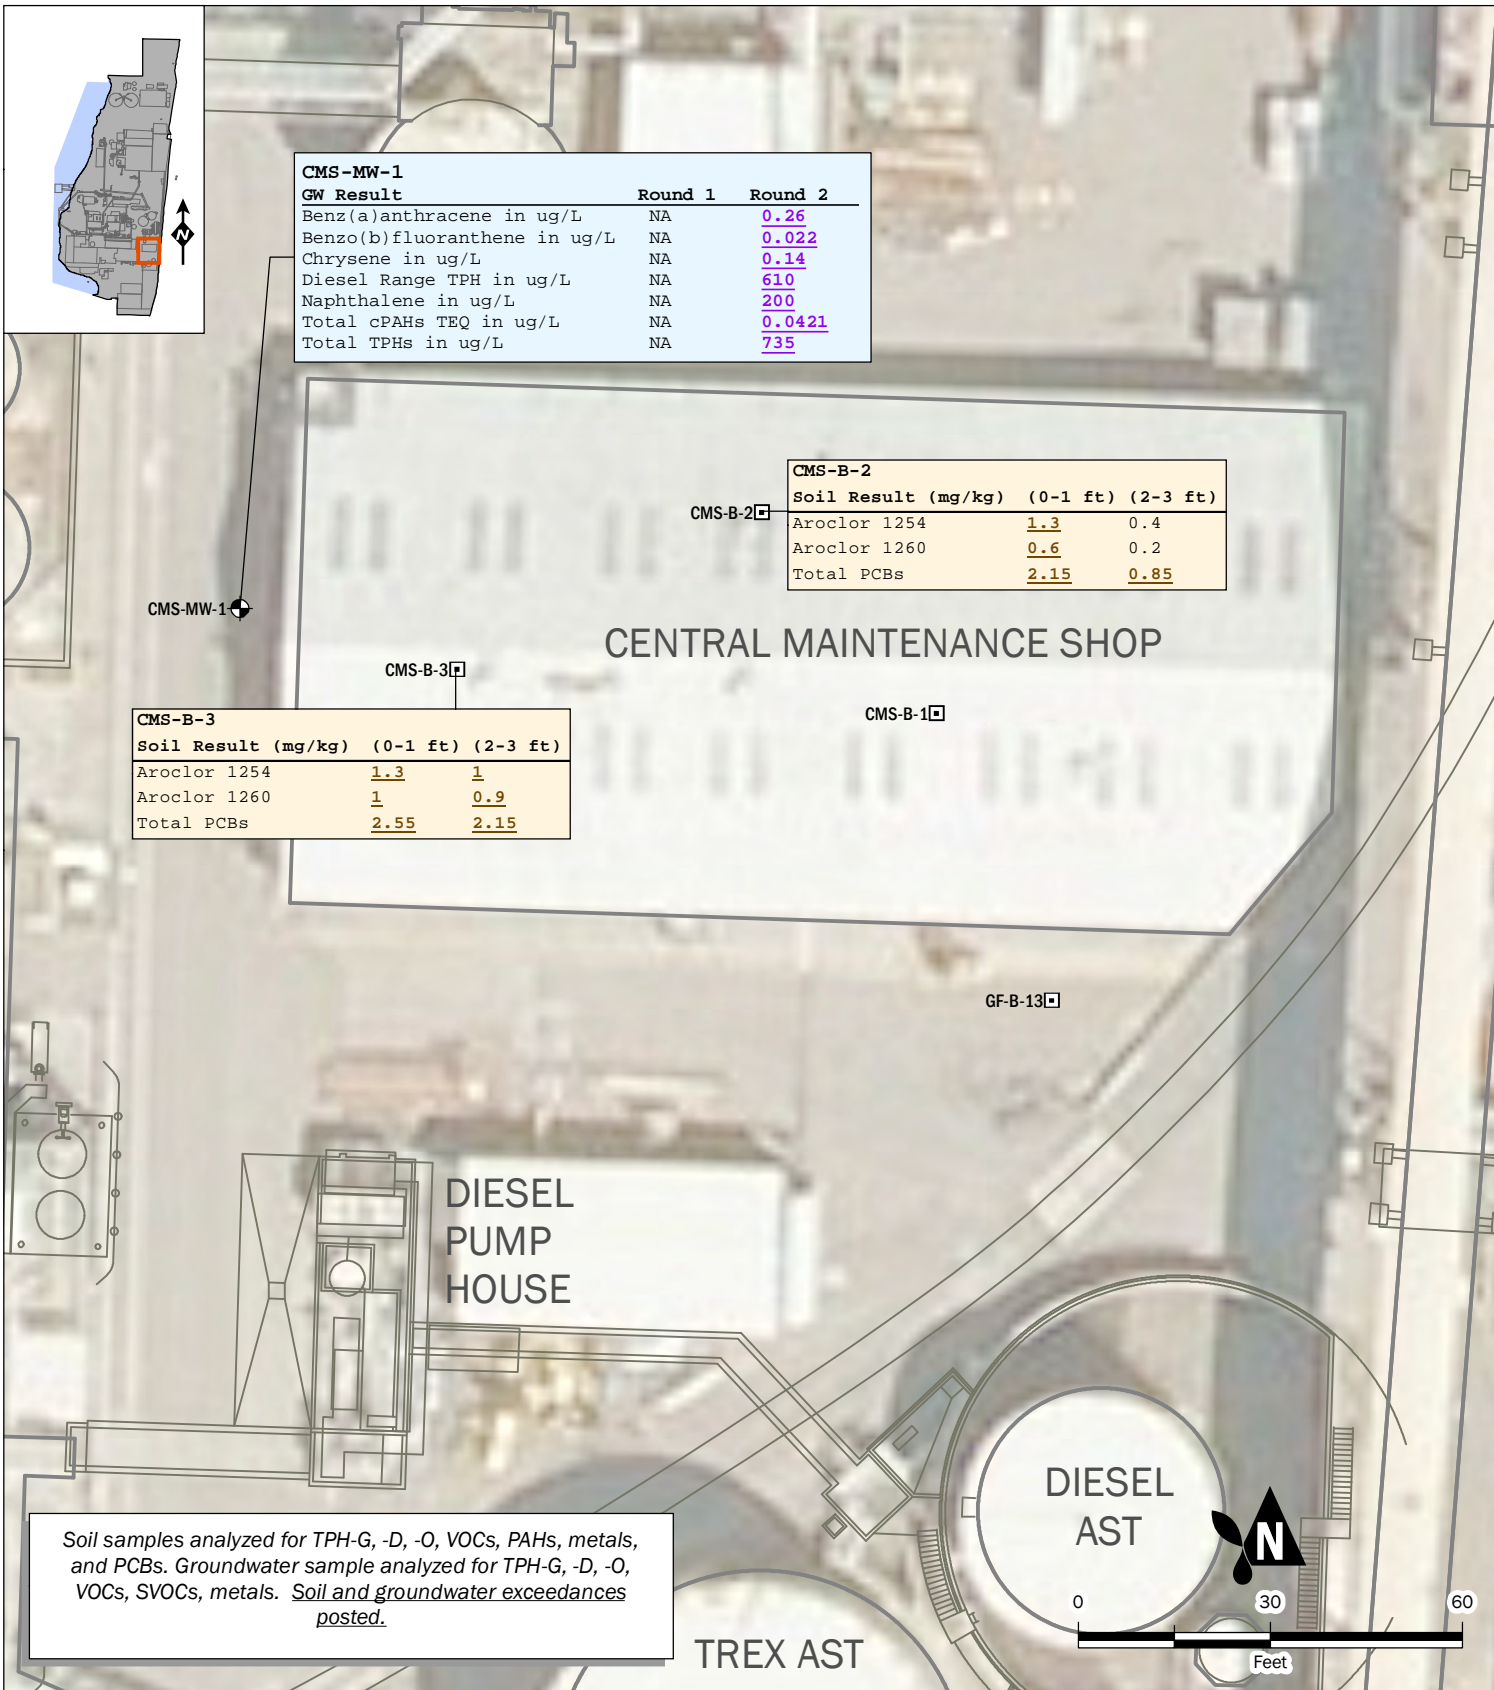 N
CMS-MW-1
GW Result Round 1 Round 2
Benz(a)anthracene in ug/L NA 0.26
Benzo(b)fluoranthene in ug/L NA 0.022
Chrysene in ug/L NA 0.14
Diesel Range TPH in ug/L NA 610
Naphthalene in ug/L NA 200
Total cPAHs TEQ in ug/L NA 0.0421
Total TPHs in ug/L NA 735
CMS-B-2
CMS-B-2
Soil Result (mg/kg) (0-1 ft) (2-3 ft)
Aroclor 1254 1.3 0.4
Aroclor 1260 0.6 0.2
Total PCBs 2.15 0.85
CMS-MW-1
CENTRAL MAINTENANCE SHOP
CMS-B-3
CMS-B-1
CMS-B-3
Soil Result (mg/kg) (0-1 ft) (2-3 ft)
Aroclor 1254 1.3 1
Aroclor 1260 1 0.9
Total PCBs 2.55 2.15
GF-B-13
DIESEL
PUMP
HOUSE
DIESEL
AST
N
Soil samples analyzed for TPH-G, -D, -O, VOCs, PAHs, metals,
and PCBs. Groundwater sample analyzed for TPH-G, -D, -O,
VOCs, SVOCs, metals. Soil and groundwater exceedances
posted.
0 30 60
Feet
TREX AST